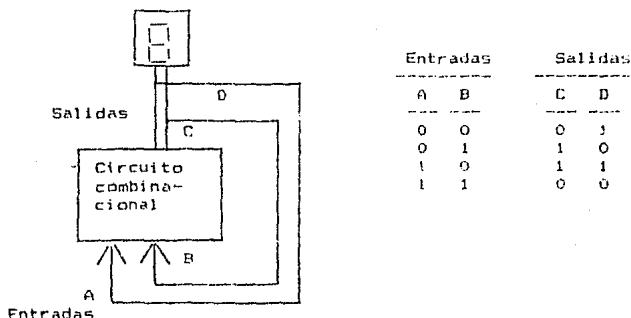 D
Salidas
C
Circuito
combina-
cional
B
A
Entradas
Entradas Salidas
A B C D
0 0 0 1
0 1 1 0
1 0 1 1
1 1 0 0